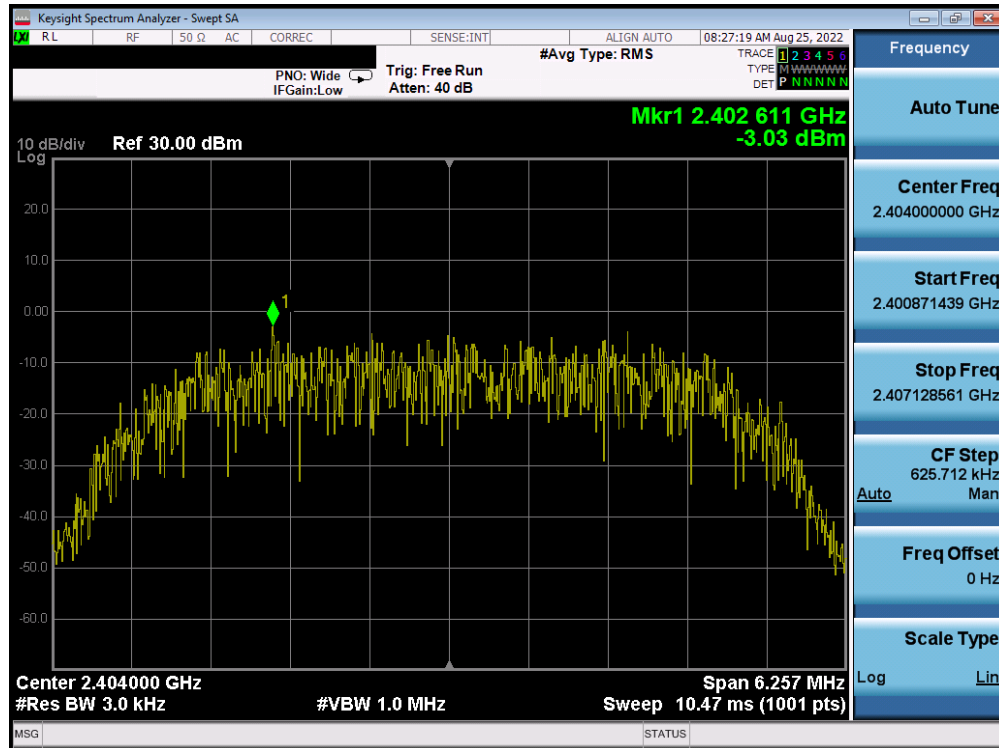 Keysight Spectrum Analyzer - Swept SA
LXI RL RF 50 Ω AC CORREC SENSE:INT ALIGN AUTO 08:27:19 AM Aug 25, 2022
#Avg Type: RMS TRACE 1 2 3 4 5 6
PNO: Wide Trig: Free Run TYPE M W W W W W
IFGain:Low Atten: 40 dB DET P N N N N N
Mkr1 2.402 611 GHz
-3.03 dBm
10 dB/div Ref 30.00 dBm
Log
20.0
10.0
0.00
1
-10.0
-20.0
-30.0
-40.0
-50.0
-60.0
Center 2.404000 GHz Span 6.257 MHz
#Res BW 3.0 kHz #VBW 1.0 MHz Sweep 10.47 ms (1001 pts)
MSG STATUS
Frequency
Auto Tune
Center Freq
2.404000000 GHz
Start Freq
2.400871439 GHz
Stop Freq
2.407128561 GHz
CF Step
625.712 kHz
Auto Man
Freq Offset
0 Hz
Scale Type
Log Lin